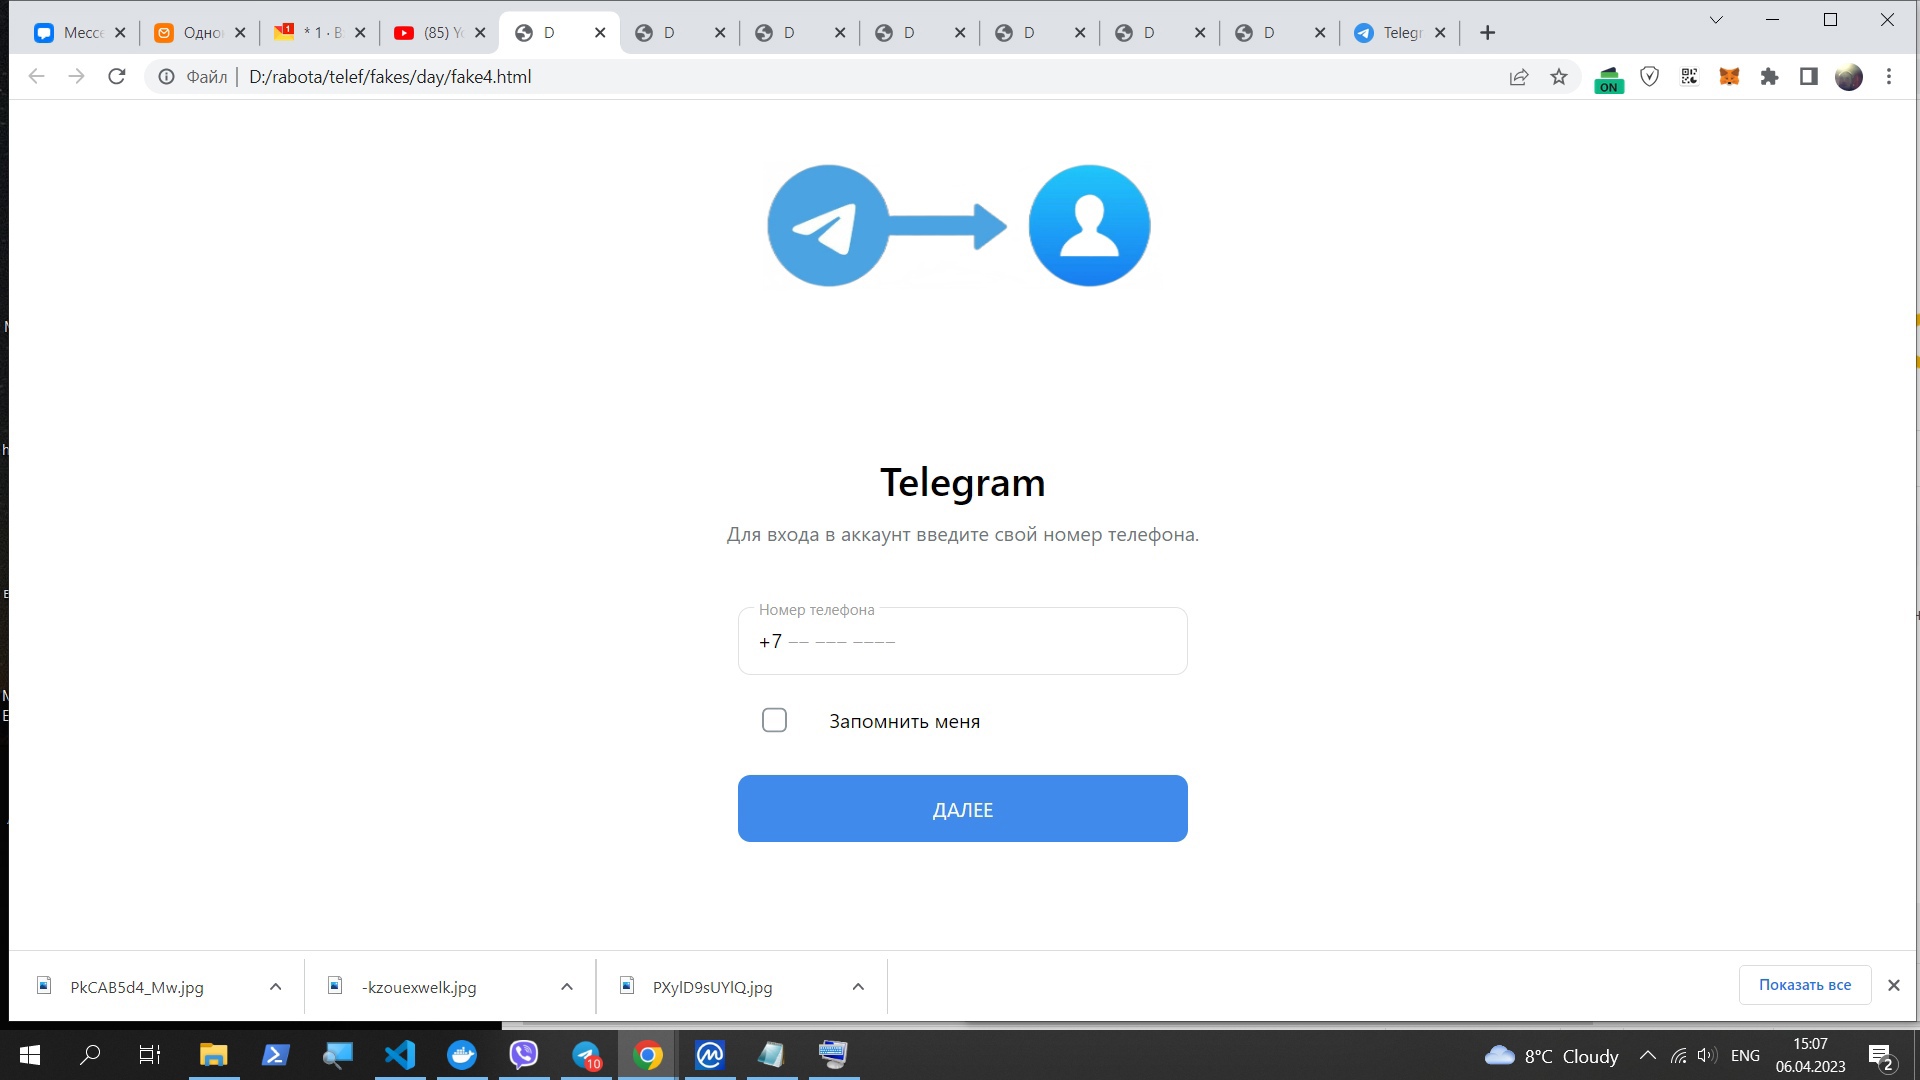 Мессе
Одно
* 1 · В
(85) Yo
D
D
D
D
D
D
D
Telegr
Файл
D:/rabota/telef/fakes/day/fake4.html
ON
Telegram
Для входа в аккаунт введите свой номер телефона.
Номер телефона
+7 –– ––– ––––
Запомнить меня
ДАЛЕЕ
PkCAB5d4_Mw.jpg
-kzouexwelk.jpg
PXylD9sUYlQ.jpg
Показать все
10
8°C Cloudy
ENG
15:07
06.04.2023
2